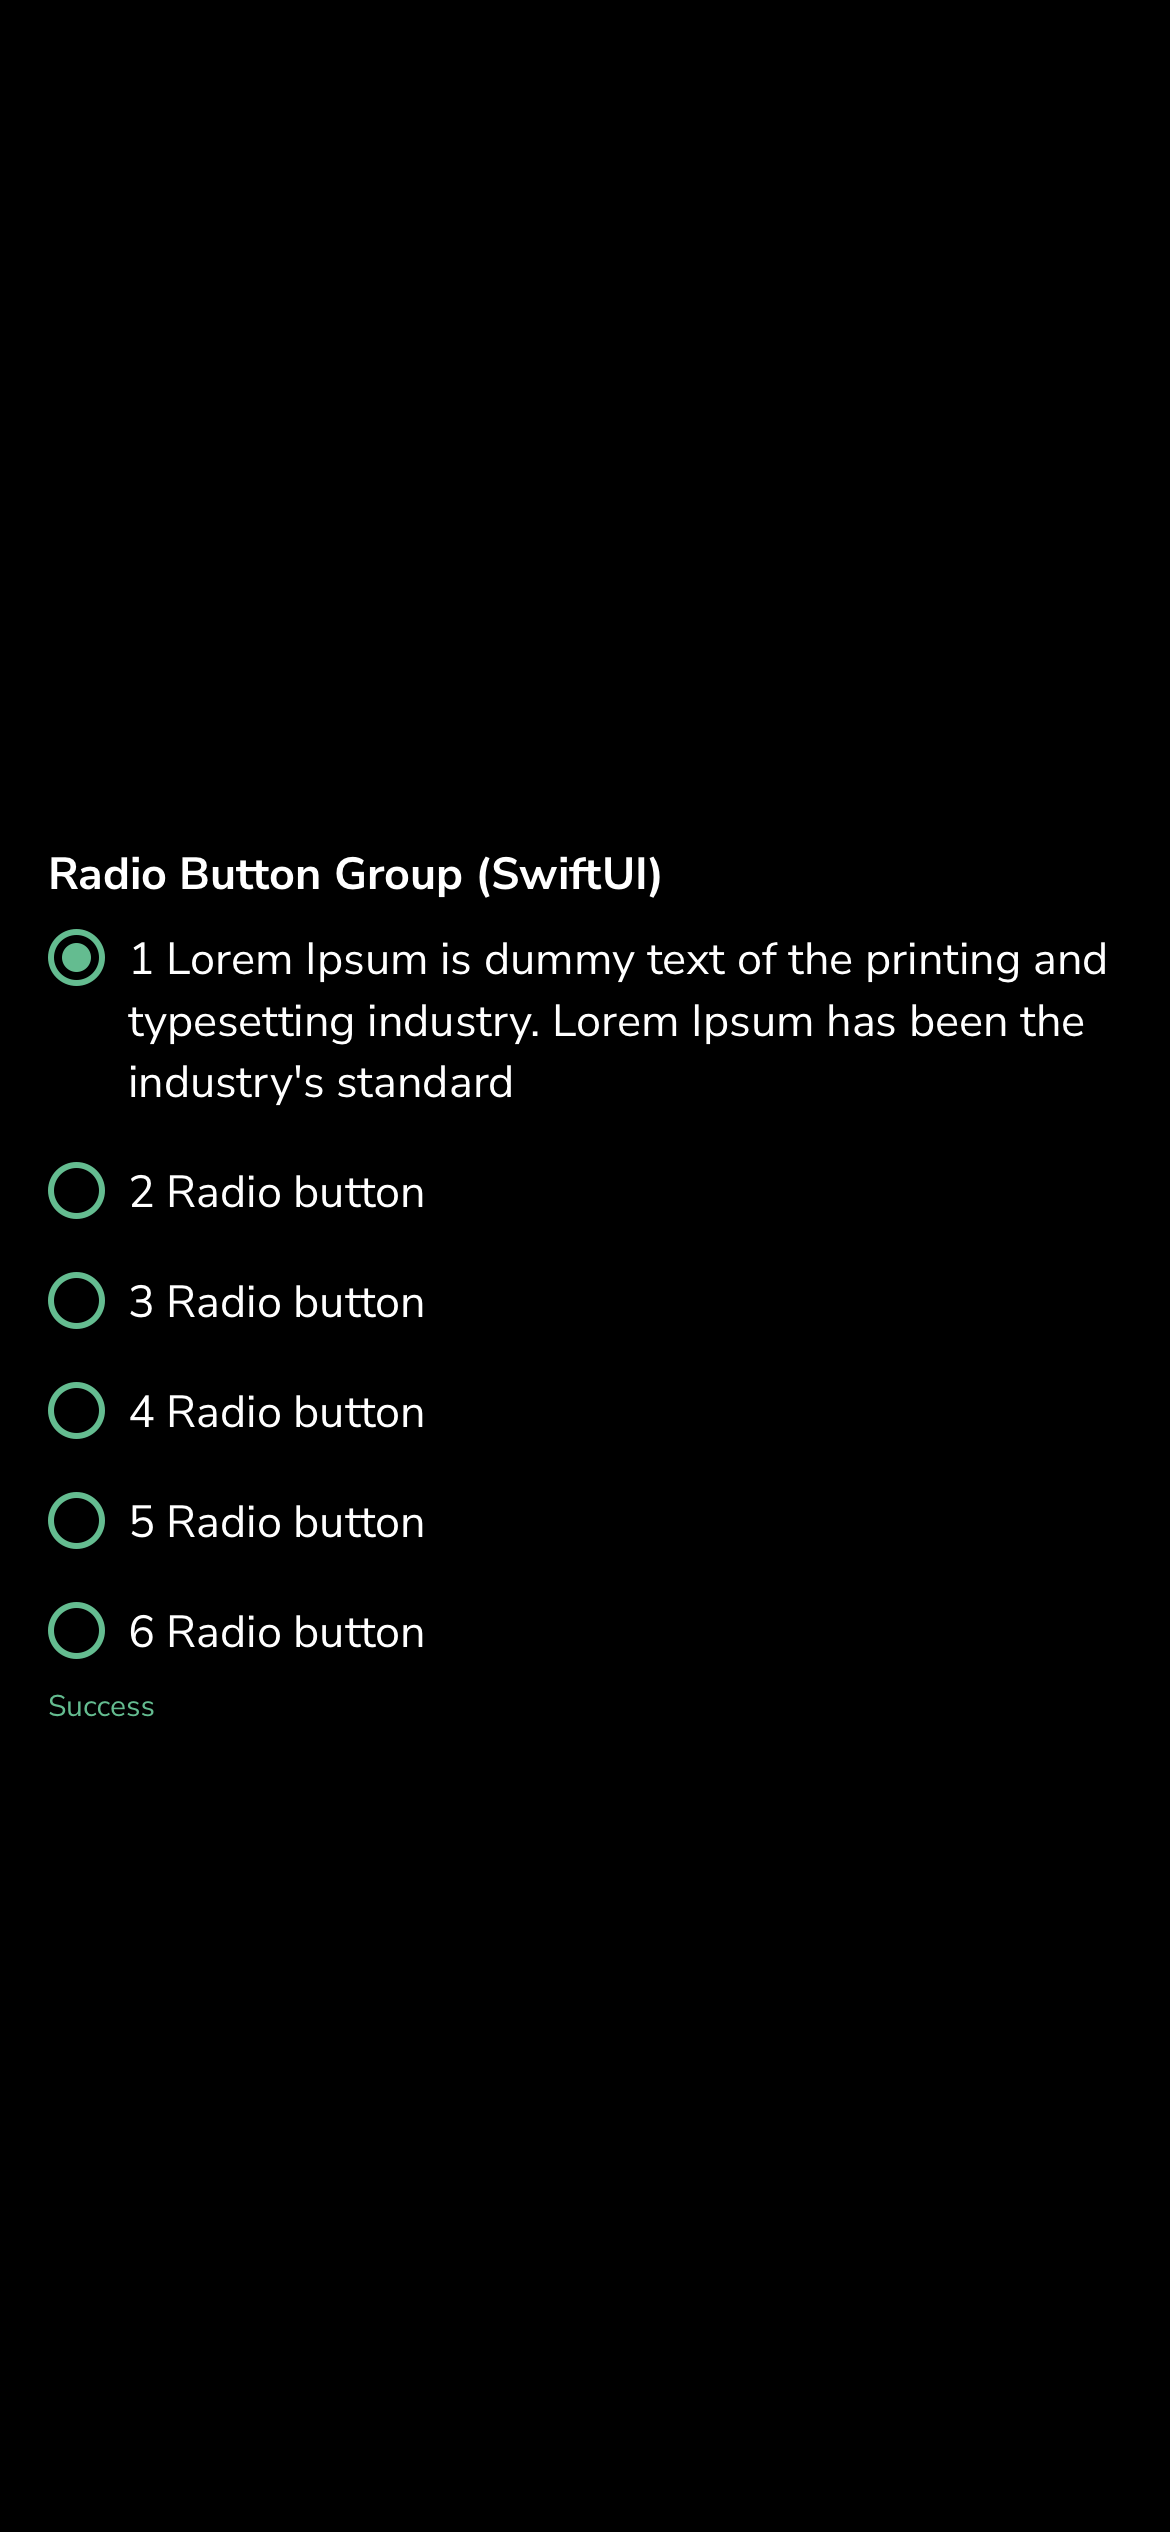 Radio Button Group (SwiftUI)
1 Lorem Ipsum is dummy text of the printing and
typesetting industry. Lorem Ipsum has been the
industry's standard
2 Radio button
3 Radio button
4 Radio button
5 Radio button
6 Radio button
Success